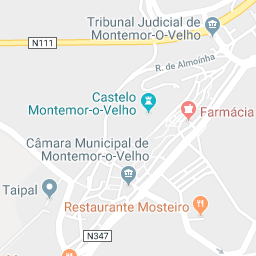 Tribunal Judicial de
Montemor-O-Velho
N111
R. de Almoinha
Castelo
Montemor-o-Velho
Farmácia
Câmara Municipal de
Montemor-o-Velho
Taipal
Restaurante Mosteiro
N347